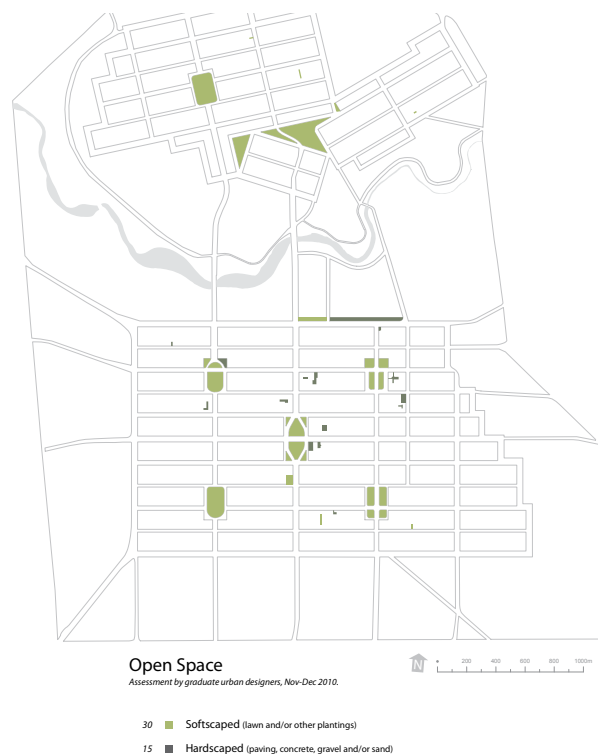 Open Space
Assessment by graduate urban designers, Nov-Dec 2010.
N
200 400 600 800 1000m
30 Softscaped (lawn and/or other plantings)
15 Hardscaped (paving, concrete, gravel and/or sand)